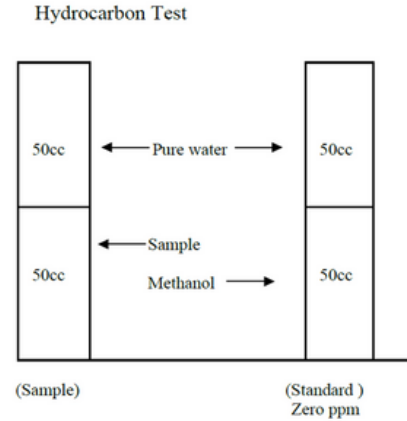 Hydrocarbon Test
50cc
Pure water
50cc
Sample
50cc
Methanol
50cc
(Sample)
(Standard )
Zero ppm